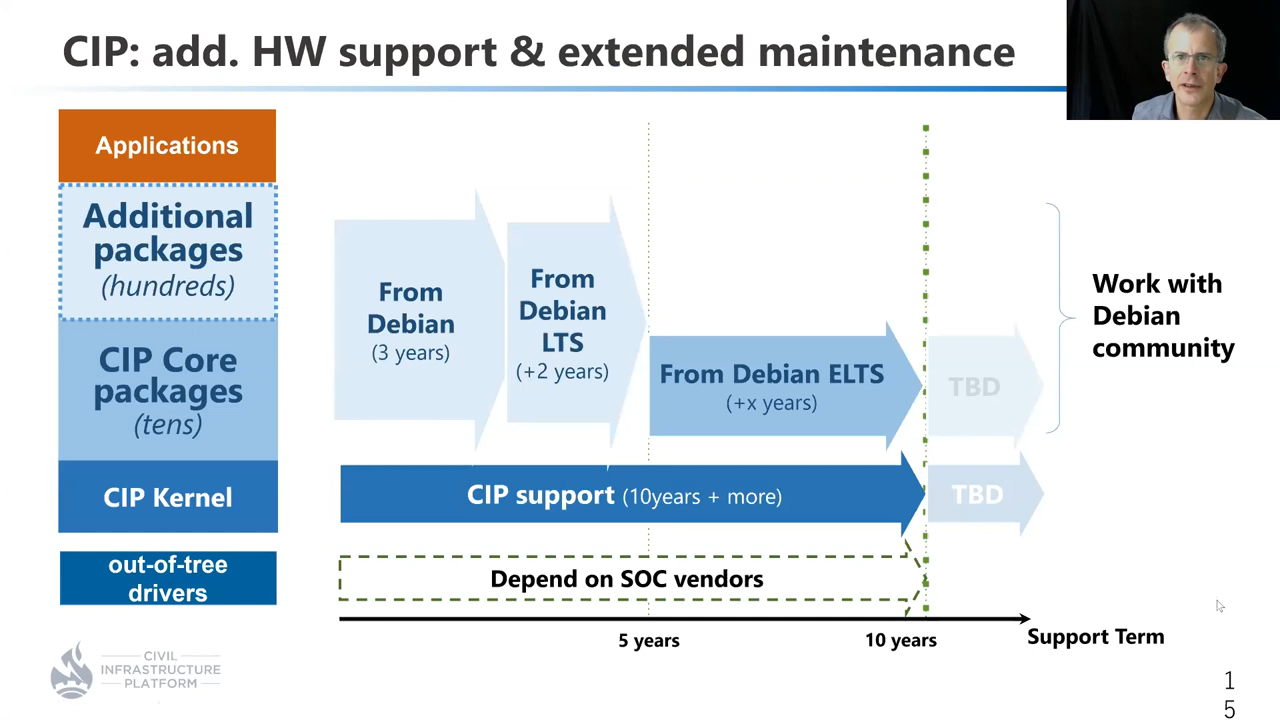 CIP: add. HW support & extended maintenance
Applications
Additional
packages
(hundreds)
CIP Core
packages
(tens)
CIP Kernel
out-of-tree
drivers
From
Debian
(3 years)
From
Debian
LTS
(+2 years)
From Debian ELTS
(+x years)
TBD
Work with
Debian
community
CIP support (10years + more)
TBD
Depend on SOC vendors
5 years
10 years
Support Term
CIVIL
INFRASTRUCTURE
PLATFORM
1
5